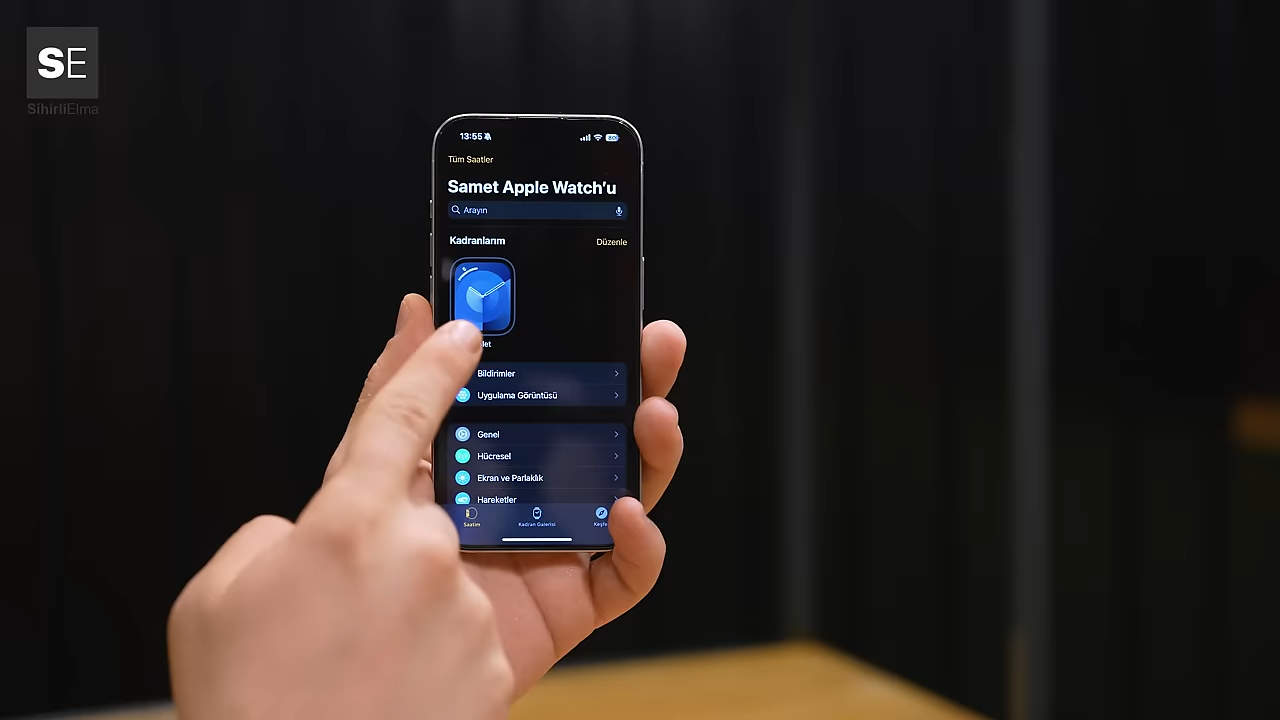 SE
SihirliElma
13:55
80
Tüm Saatler
Samet Apple Watch'u
Arayın
Kadranlarım
Düzenle
Bildirimler
Uygulama Görüntüsü
Genel
Hücresel
Ekran ve Parlaklık
Hareketler
Saatim
Kadran Galerisi